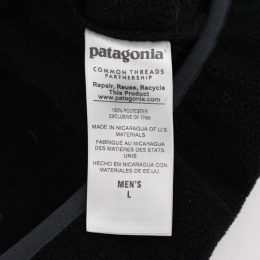 patagonia
COMMON THREADS
PARTNERSHIP
Repair, Reuse, Recycle
This Product
www.patagonia.com
100% POLYESTER
EXCLUSIVE OF TRIM
MADE IN NICARAGUA OF U.S.
MATERIALS
FABRIQUÉ AU NICARAGUA
DES MATIÈRES DES ÉTATS-
UNIS
HECHO EN NICARAGUA CON
MATERIALES DE EE.UU
MEN'S
L